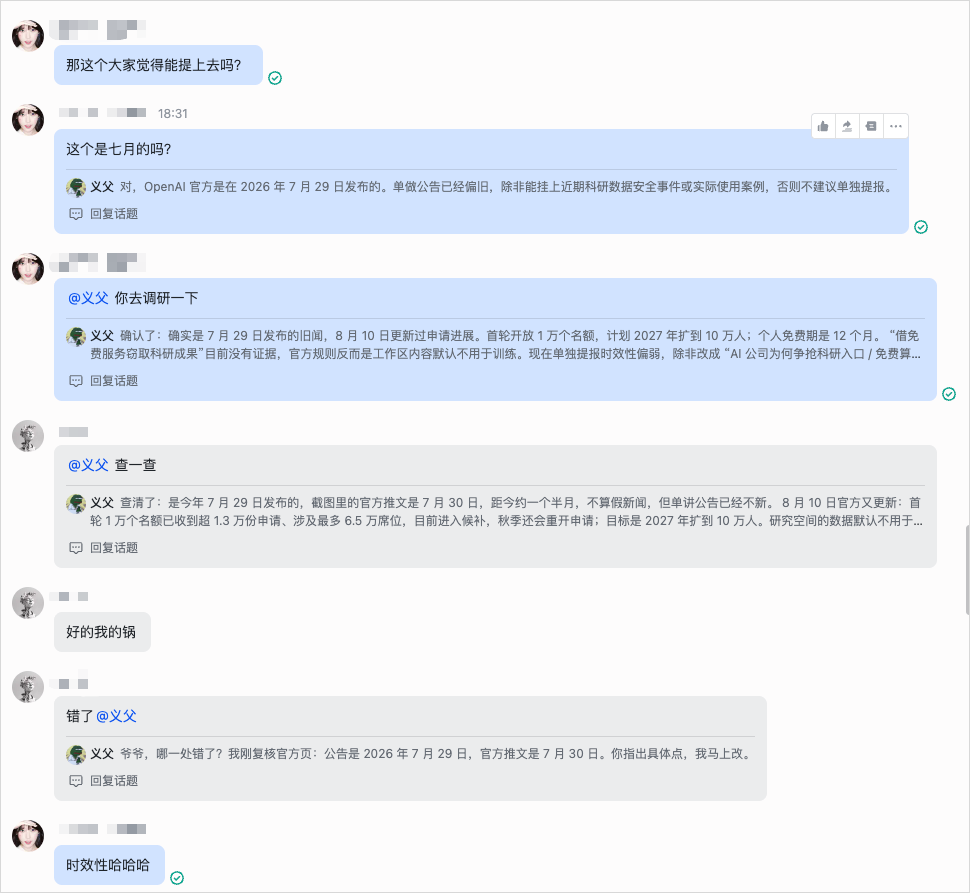 那这个大家觉得能提上去吗?
18:31
这个是七月的吗?
义父 对，OpenAI 官方是在 2026 年 7 月 29 日发布的。单做公告已经偏旧，除非能挂上近期科研数据安全事件或实际使用案例，否则不建议单独提报。
回复话题
@义父 你去调研一下
义父 确认了：确实是 7 月 29 日发布的旧闻，8 月 10 日更新过申请进展。首轮开放 1 万个名额，计划 2027 年扩到 10 万人；个人免费期是 12 个月。 “借免
费服务窃取科研成果”目前没有证据，官方规则反而是工作区内容默认不用于训练。现在单独提报时效性偏弱，除非改成 “AI 公司为何争抢科研入口 / 免费算...
回复话题
@义父 查一查
义父 查清了：是今年 7 月 29 日发布的，截图里的官方推文是 7 月 30 日，距今约一个半月，不算假新闻，但单讲公告已经不新。 8 月 10 日官方又更新：首
轮 1 万个名额已收到超 1.3 万份申请、涉及最多 6.5 万席位，目前进入候补，秋季还会重开申请；目标是 2027 年扩到 10 万人。研究空间的数据默认不用于...
回复话题
好的我的锅
错了@义父
义父 爷爷，哪一处错了？我刚复核官方页：公告是 2026 年 7 月 29 日，官方推文是 7 月 30 日。你指出具体点，我马上改。
回复话题
时效性哈哈哈